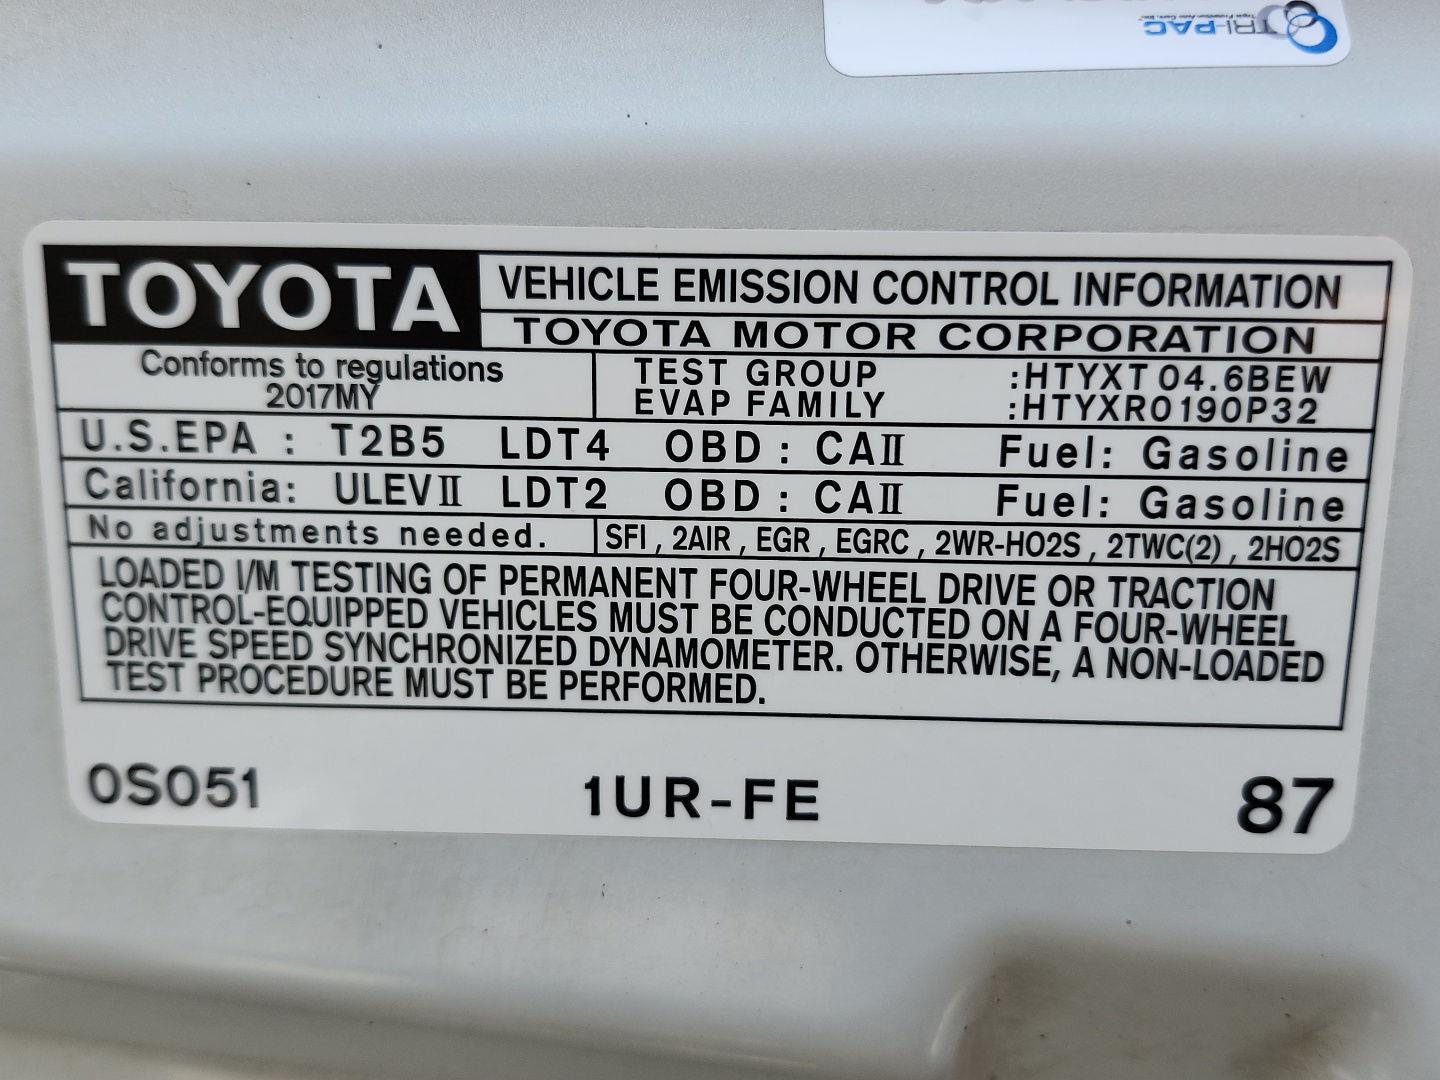 TRI-PAC
TOYOTA
VEHICLE EMISSION CONTROL INFORMATION
TOYOTA MOTOR CORPORATION
Conforms to regulations
2017MY
TEST GROUP :HTYXT 04.6BEW
EVAP FAMILY :HTYXR0190P32
U.S.EPA : T2B5 LDT4 OBD : CAⅡ Fuel: Gasoline
California: ULEVⅡ LDT2 OBD : CAⅡ Fuel: Gasoline
No adjustments needed. SFI , 2AIR , EGR , EGRC , 2WR-HO2S , 2TWC(2) , 2HO2S
LOADED I/M TESTING OF PERMANENT FOUR-WHEEL DRIVE OR TRACTION
CONTROL-EQUIPPED VEHICLES MUST BE CONDUCTED ON A FOUR-WHEEL
DRIVE SPEED SYNCHRONIZED DYNAMOMETER. OTHERWISE, A NON-LOADED
TEST PROCEDURE MUST BE PERFORMED.
0S051 1UR-FE 87